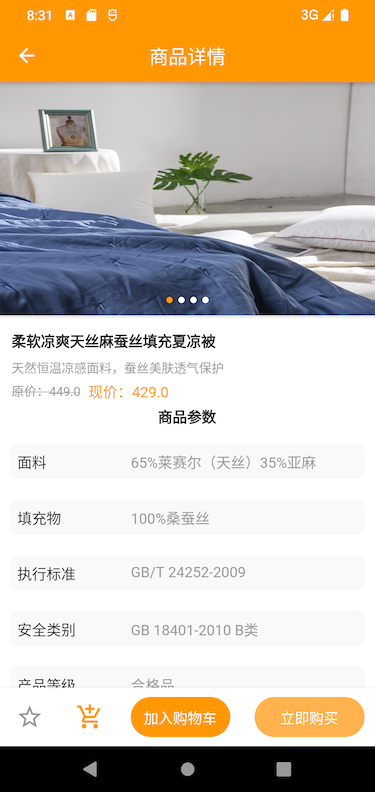 8:31
3G
商品详情
柔软凉爽天丝麻蚕丝填充夏凉被
天然恒温凉感面料，蚕丝美肤透气保护
原价：449.0 现价：429.0
商品参数
面料 65%莱赛尔（天丝）35%亚麻
填充物 100%桑蚕丝
执行标准 GB/T 24252-2009
安全类别 GB 18401-2010 B类
产品等级 合格品
加入购物车 立即购买